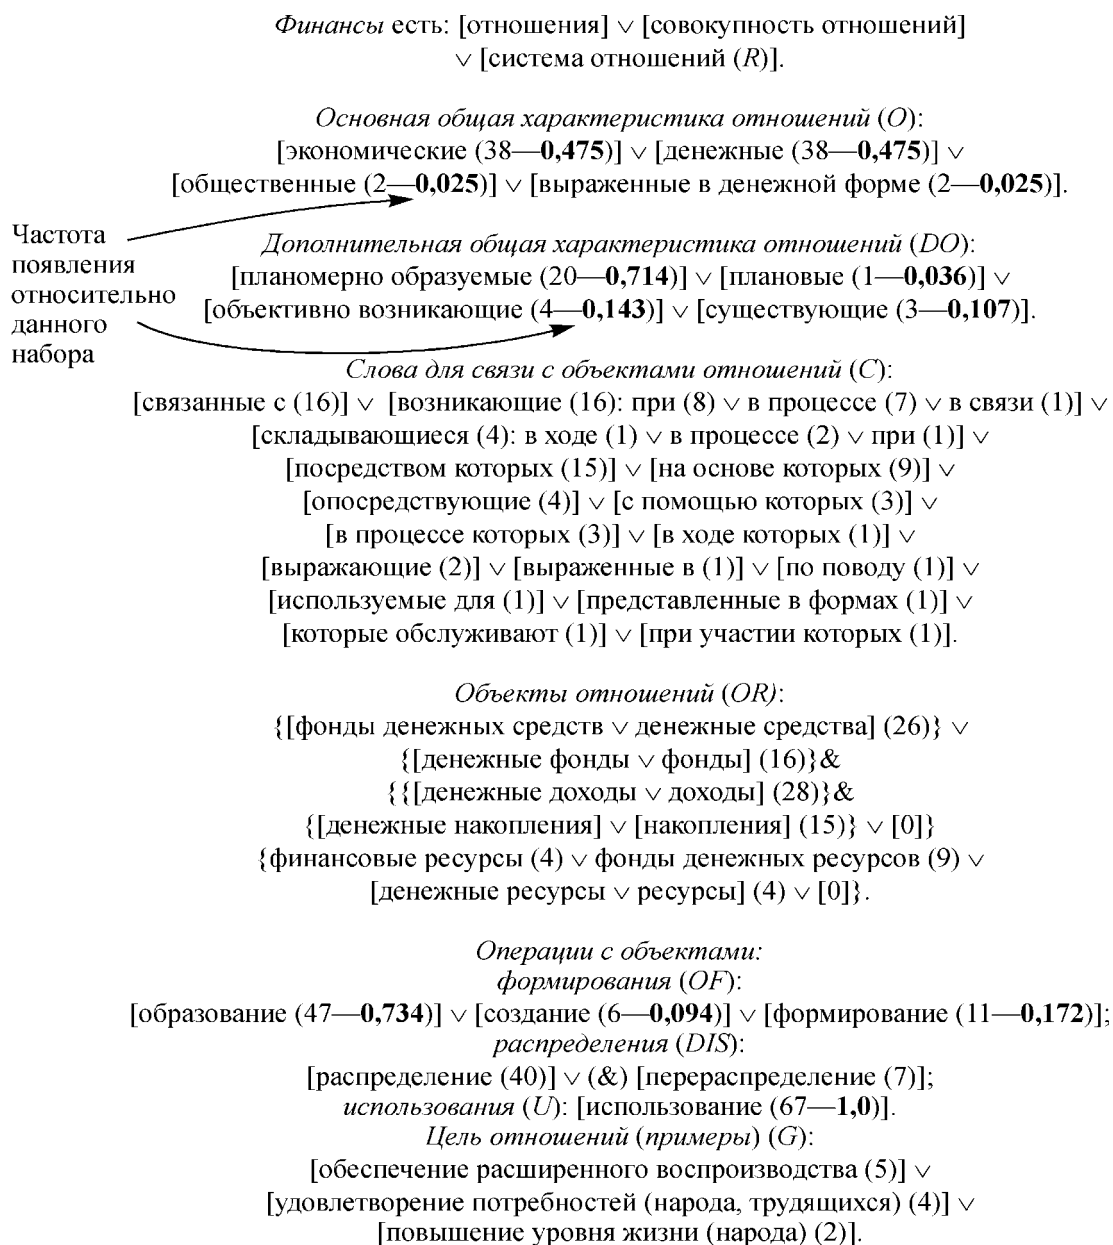 Финансы есть: [отношения] ∨ [совокупность отношений]
∨ [система отношений (R)].
Основная общая характеристика отношений (O):
[экономические (38—0,475)] ∨ [денежные (38—0,475)] ∨
[общественные (2—0,025)] ∨ [выраженные в денежной форме (2—0,025)].
Частота
появления
относительно
данного
набора
Дополнительная общая характеристика отношений (DO):
[планомерно образуемые (20—0,714)] ∨ [плановые (1—0,036)] ∨
[объективно возникающие (4—0,143)] ∨ [существующие (3—0,107)].
Слова для связи с объектами отношений (C):
[связанные с (16)] ∨ [возникающие (16): при (8) ∨ в процессе (7) ∨ в связи (1)] ∨
[складывающиеся (4): в ходе (1) ∨ в процессе (2) ∨ при (1)] ∨
[посредством которых (15)] ∨ [на основе которых (9)] ∨
[опосредствующие (4)] ∨ [с помощью которых (3)] ∨
[в процессе которых (3)] ∨ [в ходе которых (1)] ∨
[выражающие (2)] ∨ [выраженные в (1)] ∨ [по поводу (1)] ∨
[используемые для (1)] ∨ [представленные в формах (1)] ∨
[которые обслуживают (1)] ∨ [при участии которых (1)].
Объекты отношений (OR):
{[фонды денежных средств ∨ денежные средства] (26)} ∨
{[денежные фонды ∨ фонды] (16)}&
{{[денежные доходы ∨ доходы] (28)}&
{[денежные накопления] ∨ [накопления] (15)} ∨ [0]}
{финансовые ресурсы (4) ∨ фонды денежных ресурсов (9) ∨
[денежные ресурсы ∨ ресурсы] (4) ∨ [0]}.
Операции с объектами:
формирования (OF):
[образование (47—0,734)] ∨ [создание (6—0,094)] ∨ [формирование (11—0,172)];
распределения (DIS):
[распределение (40)] ∨ (&) [перераспределение (7)];
использования (U): [использование (67—1,0)].
Цель отношений (примеры) (G):
[обеспечение расширенного воспроизводства (5)] ∨
[удовлетворение потребностей (народа, трудящихся) (4)] ∨
[повышение уровня жизни (народа) (2)].